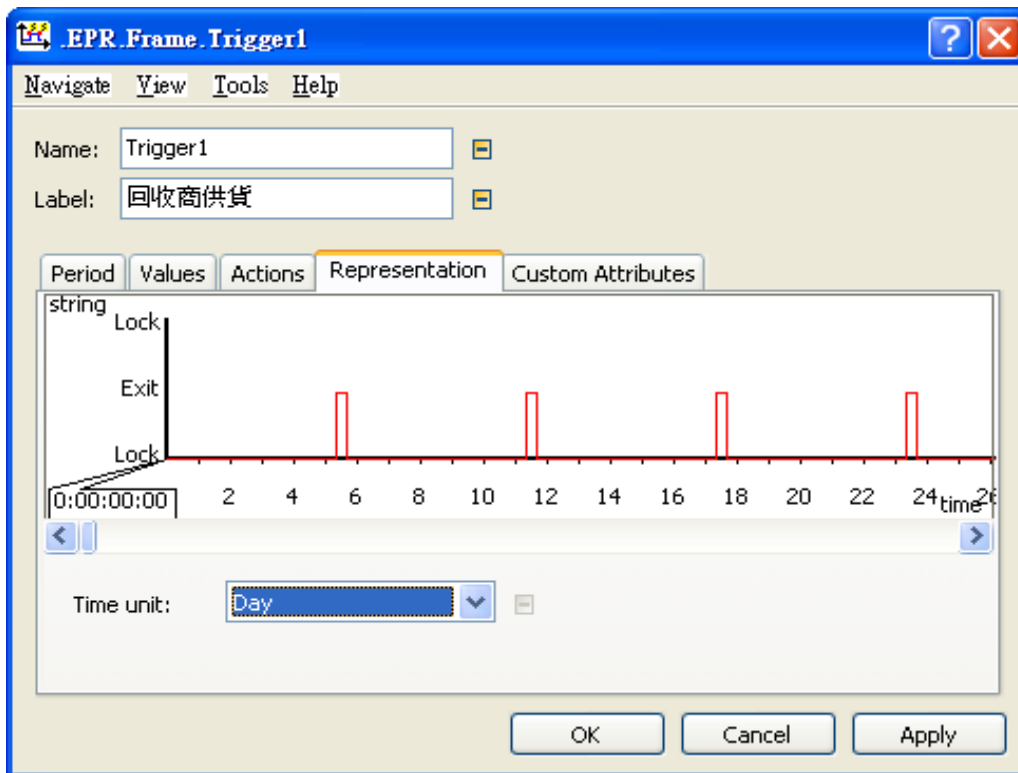 .EPR.Frame.Trigger1
Navigate View Tools Help
Name: Trigger1
Label: 回收商供貨
Period Values Actions Representation Custom Attributes
string
Lock
Exit
Lock
0:00:00:00 2 4 6 8 10 12 14 16 18 20 22 24 time 26
Time unit: Day
OK Cancel Apply